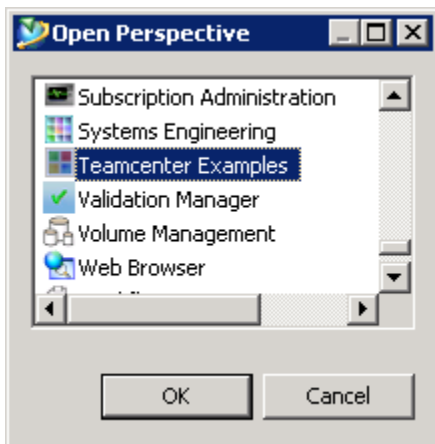 Open Perspective
Subscription Administration
Systems Engineering
Teamcenter Examples
Validation Manager
Volume Management
Web Browser
OK
Cancel